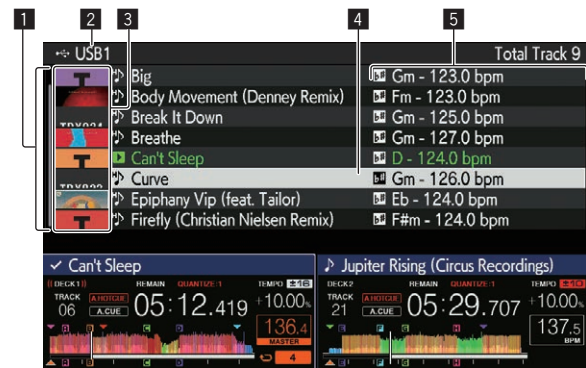 1 2 3 4 5
USB1 Total Track 9
T Big Gm - 123.0 bpm
Body Movement (Denney Remix) Fm - 123.0 bpm
Break It Down Gm - 125.0 bpm
Breathe Gm - 127.0 bpm
T Can't Sleep D - 124.0 bpm
Curve Gm - 126.0 bpm
Epiphany Vip (feat. Tailor) Eb - 124.0 bpm
T Firefly (Christian Nielsen Remix) F#m - 124.0 bpm
Can't Sleep
DECK1 REMAIN QUANTIZE:1 TEMPO ±16
TRACK 06 A.HOTCUE A.CUE 05:12.419 +10.00%
136.4 MASTER
4
Jupiter Rising (Circus Recordings)
DECK2 REMAIN QUANTIZE:1 TEMPO ±10
TRACK 21 A.HOTCUE A.CUE 05:29.707 +10.00%
137.5 BPM